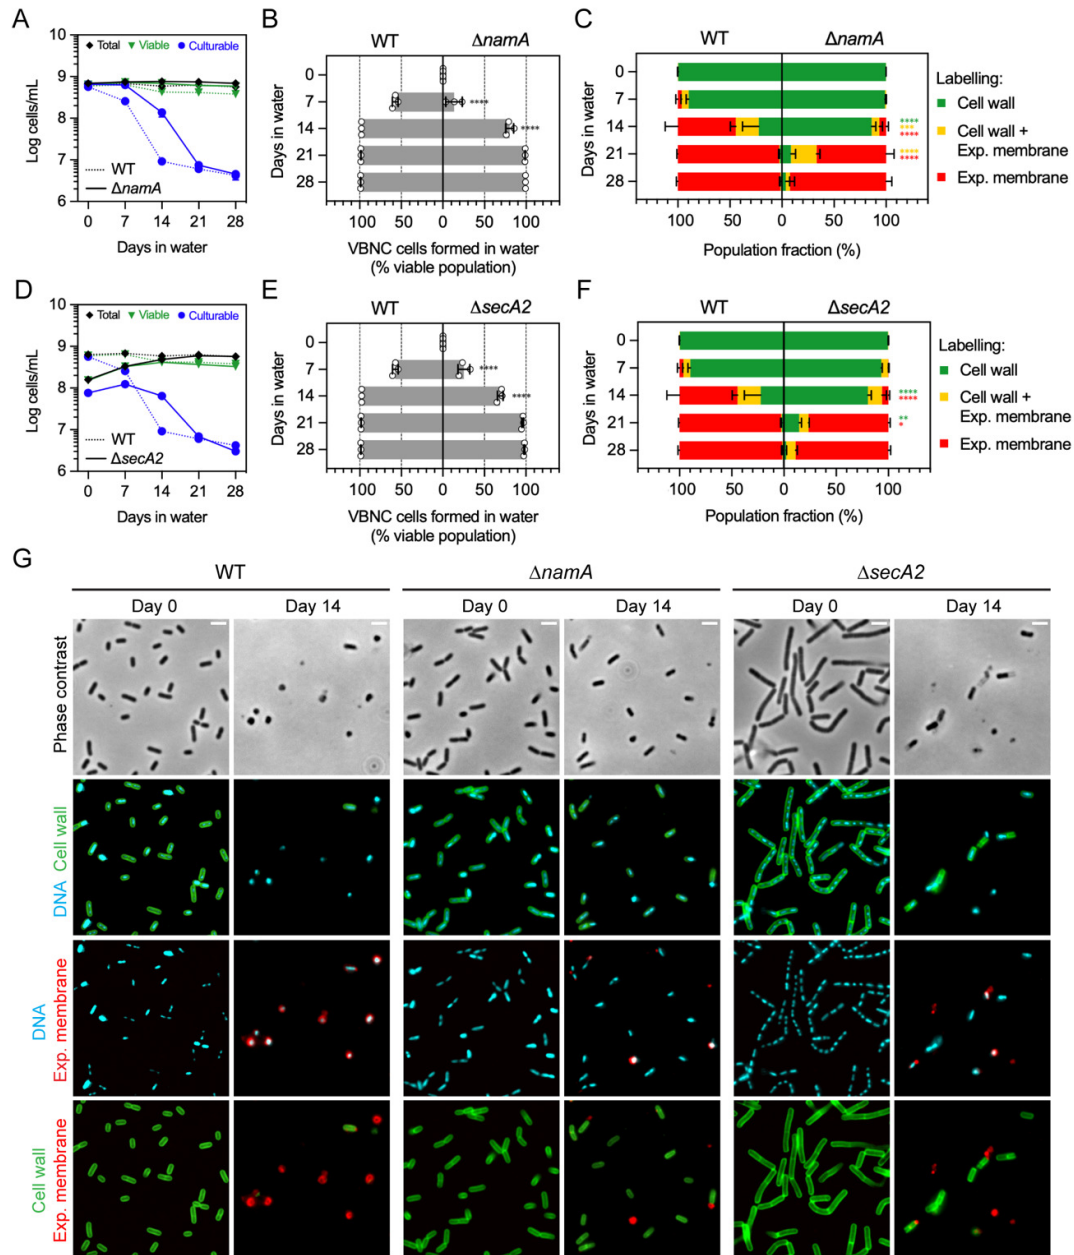 A
9
8
7
6
Log cells/mL
Total
Viable
Culturable
WT
ΔnamA
0 7 14 21 28
Days in water
B
WT
ΔnamA
Days in water
0
7
14
21
28
****
****
100 50 0 50 100
VBNC cells formed in water
(% viable population)
C
WT
ΔnamA
Days in water
0
7
14
21
28
****
***
****
****
****
100 50 0 50 100
Population fraction (%)
Labelling:
Cell wall
Cell wall +
Exp. membrane
Exp. membrane
D
10
9
8
7
6
Log cells/mL
Total
Viable
Culturable
WT
ΔsecA2
0 7 14 21 28
Days in water
E
WT
ΔsecA2
Days in water
0
7
14
21
28
****
****
100 50 0 50 100
VBNC cells formed in water
(% viable population)
F
WT
ΔsecA2
Days in water
0
7
14
21
28
****
****
**
*
100 50 0 50 100
Population fraction (%)
Labelling:
Cell wall
Cell wall +
Exp. membrane
Exp. membrane
G
WT
ΔnamA
ΔsecA2
Day 0
Day 14
Day 0
Day 14
Day 0
Day 14
Phase contrast
Cell wall
DNA
DNA
Exp. membrane
Cell wall
Exp. membrane